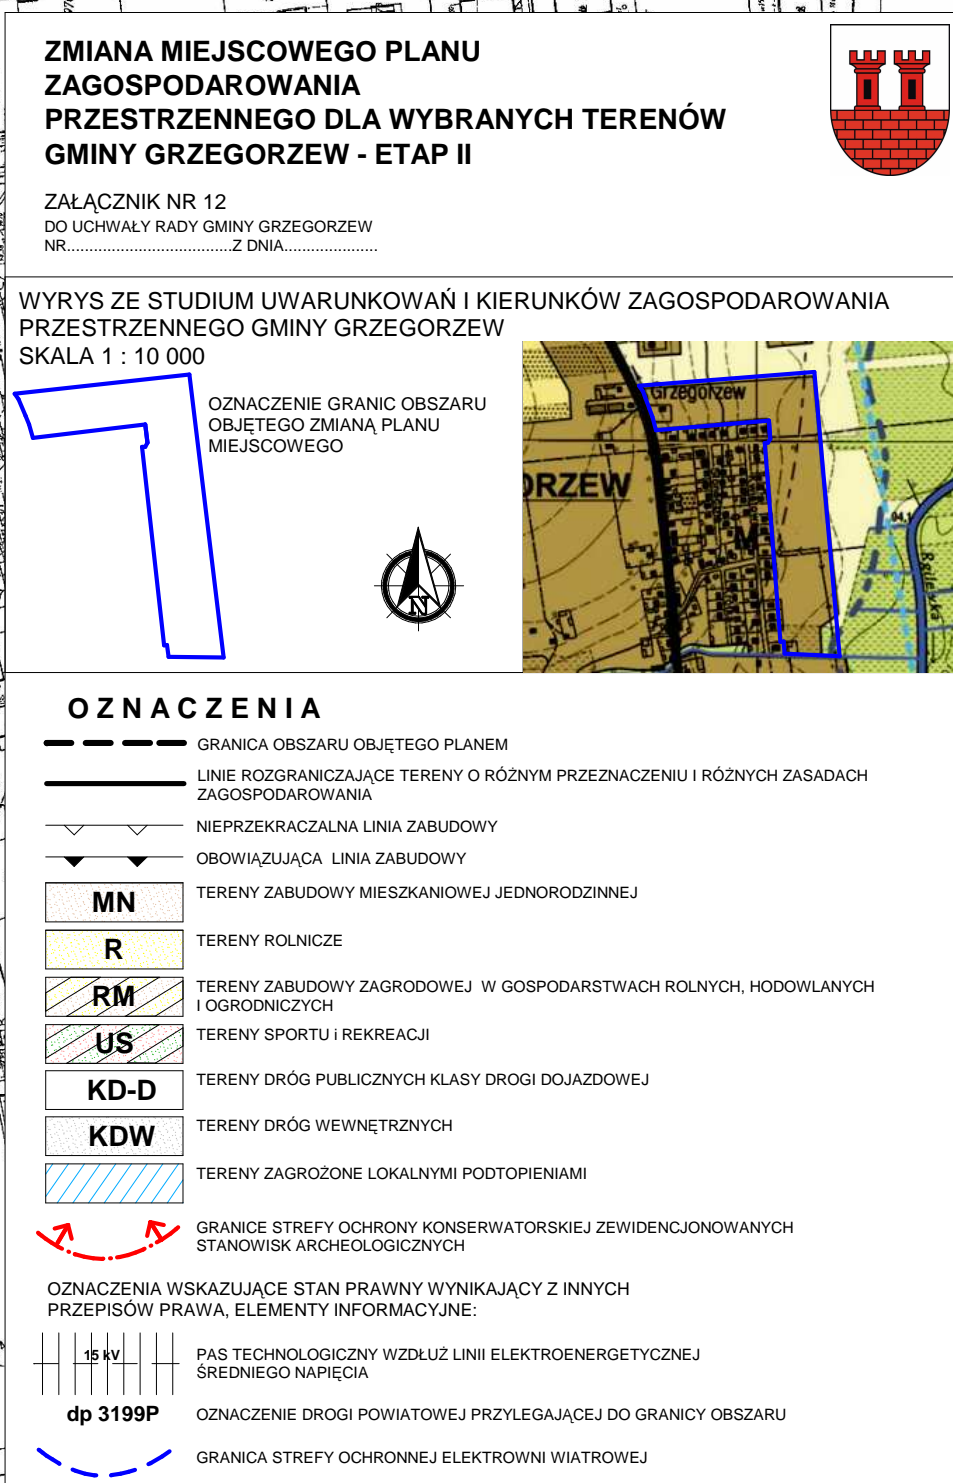 ZMIANA MIEJSCOWEGO PLANU
ZAGOSPODAROWANIA
PRZESTRZENNEGO DLA WYBRANYCH TERENÓW
GMINY GRZEGORZEW - ETAP II
ZAŁĄCZNIK NR 12
DO UCHWAŁY RADY GMINY GRZEGORZEW
NR.....................................Z DNIA.....................
WYRYS ZE STUDIUM UWARUNKOWAŃ I KIERUNKÓW ZAGOSPODAROWANIA
PRZESTRZENNEGO GMINY GRZEGORZEW
SKALA 1 : 10 000
OZNACZENIE GRANIC OBSZARU
OBJĘTEGO ZMIANĄ PLANU
MIEJSCOWEGO
N
Grzegorzew
ORZEW
M
04,1
OZNACZENIA
GRANICA OBSZARU OBJĘTEGO PLANEM
LINIE ROZGRANICZAJĄCE TERENY O RÓŻNYM PRZEZNACZENIU I RÓŻNYCH ZASADACH
ZAGOSPODAROWANIA
NIEPRZEKRACZALNA LINIA ZABUDOWY
OBOWIĄZUJĄCA LINIA ZABUDOWY
MN TERENY ZABUDOWY MIESZKANIOWEJ JEDNORODZINNEJ
R TERENY ROLNICZE
RM TERENY ZABUDOWY ZAGRODOWEJ W GOSPODARSTWACH ROLNYCH, HODOWLANYCH
I OGRODNICZYCH
US TERENY SPORTU i REKREACJI
KD-D TERENY DRÓG PUBLICZNYCH KLASY DROGI DOJAZDOWEJ
KDW TERENY DRÓG WEWNĘTRZNYCH
TERENY ZAGROŻONE LOKALNYMI PODTOPIENIAMI
GRANICE STREFY OCHRONY KONSERWATORSKIEJ ZEWIDENCJONOWANYCH
STANOWISK ARCHEOLOGICZNYCH
OZNACZENIA WSKAZUJĄCE STAN PRAWNY WYNIKAJĄCY Z INNYCH
PRZEPISÓW PRAWA, ELEMENTY INFORMACYJNE:
15 kV PAS TECHNOLOGICZNY WZDŁUŻ LINII ELEKTROENERGETYCZNEJ
ŚREDNIEGO NAPIĘCIA
dp 3199P OZNACZENIE DROGI POWIATOWEJ PRZYLEGAJĄCEJ DO GRANICY OBSZARU
GRANICA STREFY OCHRONNEJ ELEKTROWNI WIATROWEJ